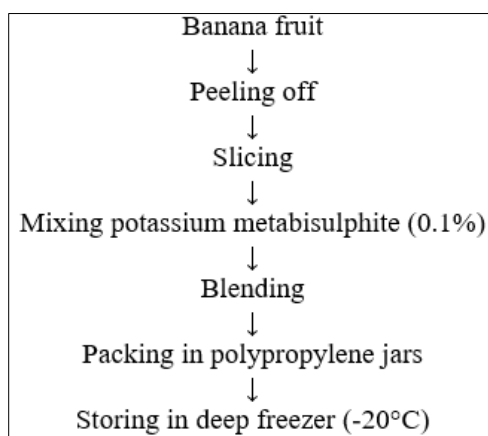 Banana fruit
↓
Peeling off
↓
Slicing
↓
Mixing potassium metabisulphite (0.1%)
↓
Blending
↓
Packing in polypropylene jars
↓
Storing in deep freezer (-20°C)